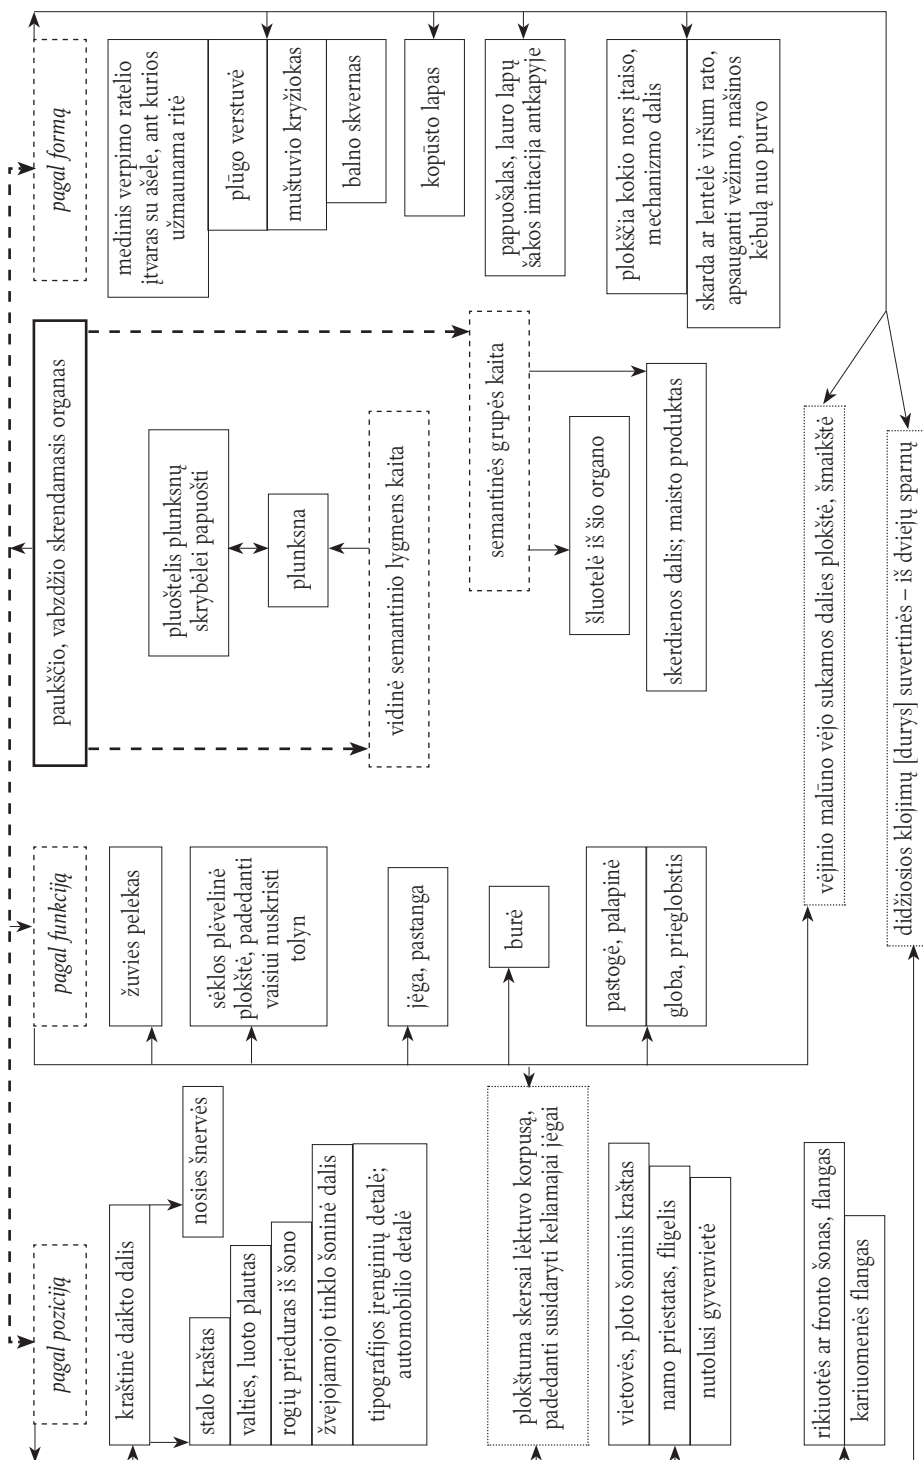 paukščio, vabzdžio skrendamasis organas
pagal poziciją
kraštinė daikto dalis
nosies šnervės
stalo kraštas
valties, luoto plautas
rogių prieduras iš šono
žvejojamojo tinklo šoninė dalis
tipografijos įrenginių detalė;
automobilo detalė
plokštuma skersai lėktuvo korpusą,
padedanti susidaryti keliamajai jėgai
vietovės, ploto šoninis kraštas
namo priestatas, fligelis
nutolusi gyvenvietė
rikiuotės ar fronto šonas, flangas
kariuomenės flangas
pagal funkciją
žuvies pelekas
sėklos plėvelinė
plokštė, padedanti
vaisiui nuskristi
tolyn
jėga, pastanga
burė
pastogė, palapinė
globa, prieglobstis
pluoštelis plunksnų
skrybėlei papuošti
plunksna
vidinė semantinio lygmens kaita
semantinės grupės kaita
šluotelė iš šio organo
skerdienos dalis; maisto produktas
vėjinio malūno vėjo sukamos dalies plokštė, šmaikštė
didžiosios klojimų [durys] suvertinės – iš dviejų sparnų
pagal formą
medinis verpimo ratelio
įtvaras su ašele, ant kurios
užmaunama ritė
plūgo verstuvė
muštuvio kryžiokas
balno skvernas
kopūsto lapas
papuošalas, lauro lapų
šakos imitacija antkapyje
plokščia kokio nors įtaiso,
mechanizmo dalis
skarda ar lentelė viršum rato,
apsauganti vežimo, mašinos
kėbulą nuo purvo